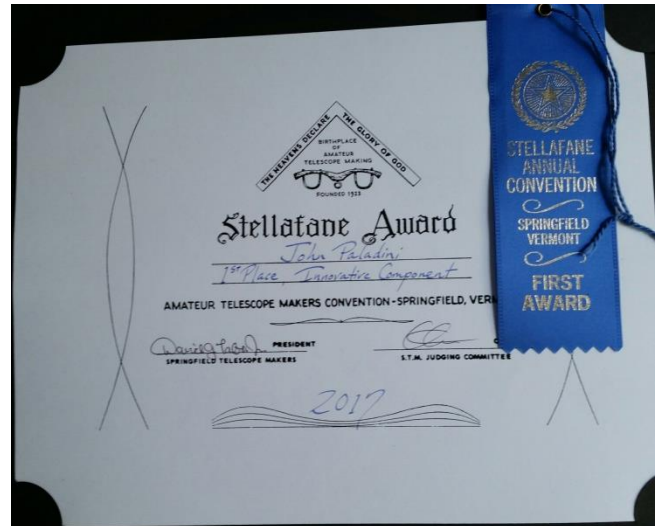 THE HEAVENS DECLARE THE GLORY OF GOD
BIRTHPLACE
OF
AMATEUR
TELESCOPE MAKING
FOUNDED 1923
Stellafane Award
John Paladini
1st Place, Innovative Component
AMATEUR TELESCOPE MAKERS CONVENTION-SPRINGFIELD, VER
PRESIDENT
SPRINGFIELD TELESCOPE MAKERS
S.T.M. JUDGING COMMITTEE
2017
STELLAFANE
ANNUAL
CONVENTION
SPRINGFIELD
VERMONT
FIRST
AWARD